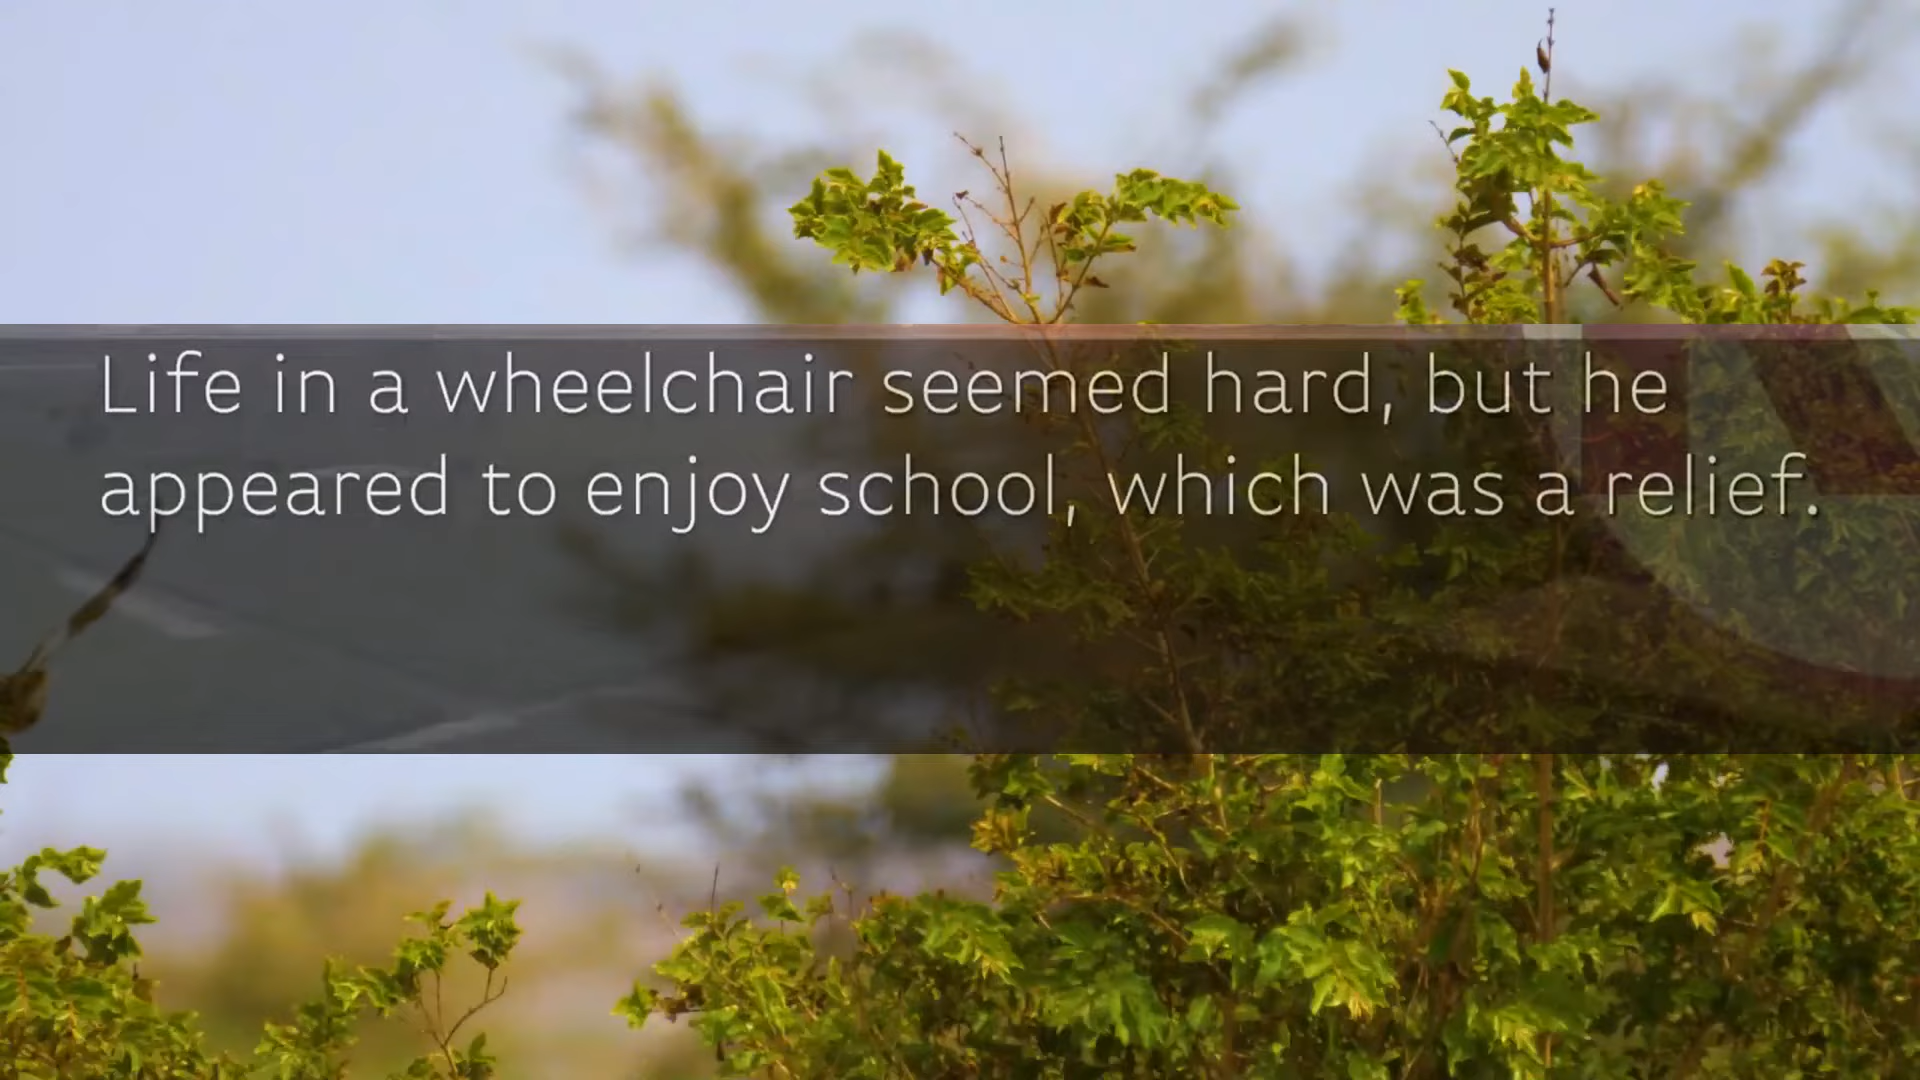 Life in a wheelchair seemed hard, but he
appeared to enjoy school, which was a relief.